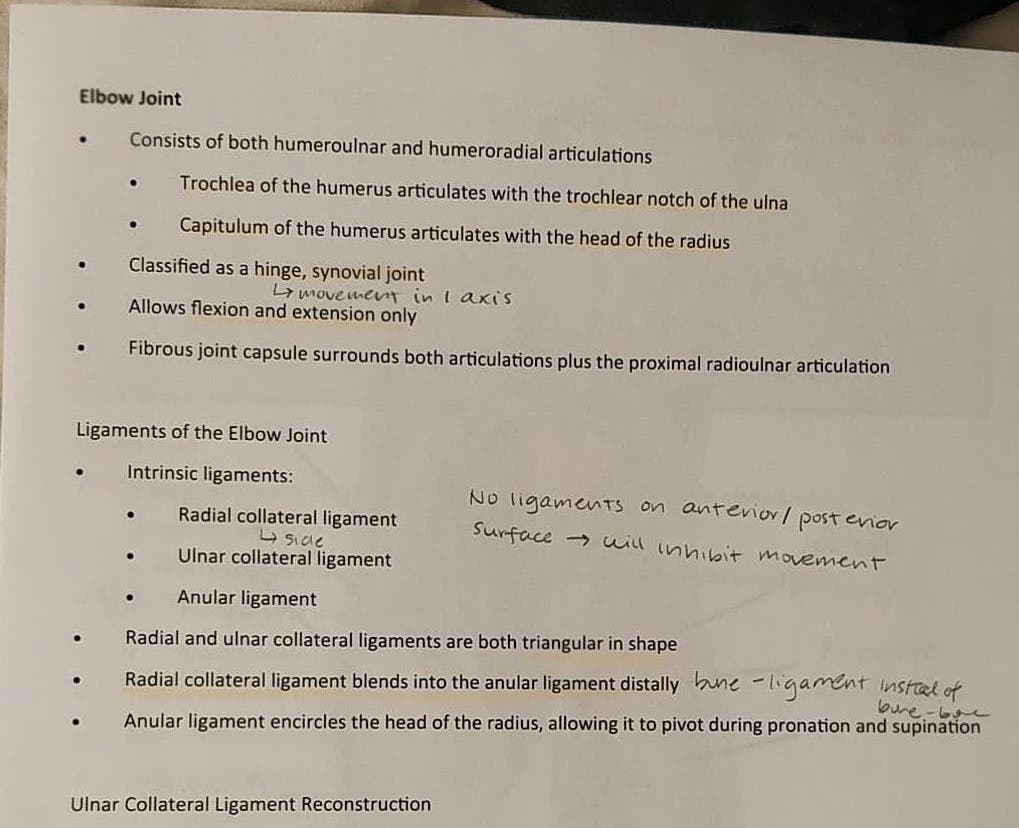 Elbow Joint
• Consists of both humeroulnar and humeroradial articulations
• Trochlea of the humerus articulates with the trochlear notch of the ulna
• Capitulum of the humerus articulates with the head of the radius
• Classified as a hinge, synovial joint
↳ movement in 1 axis
• Allows flexion and extension only
• Fibrous joint capsule surrounds both articulations plus the proximal radioulnar articulation
Ligaments of the Elbow Joint
• Intrinsic ligaments:
• Radial collateral ligament
↳ side
• Ulnar collateral ligament
• Anular ligament
No ligaments on anterior/posterior
surface → will inhibit movement
• Radial and ulnar collateral ligaments are both triangular in shape
• Radial collateral ligament blends into the anular ligament distally bone - ligament instead of
bone-bone
• Anular ligament encircles the head of the radius, allowing it to pivot during pronation and supination
Ulnar Collateral Ligament Reconstruction